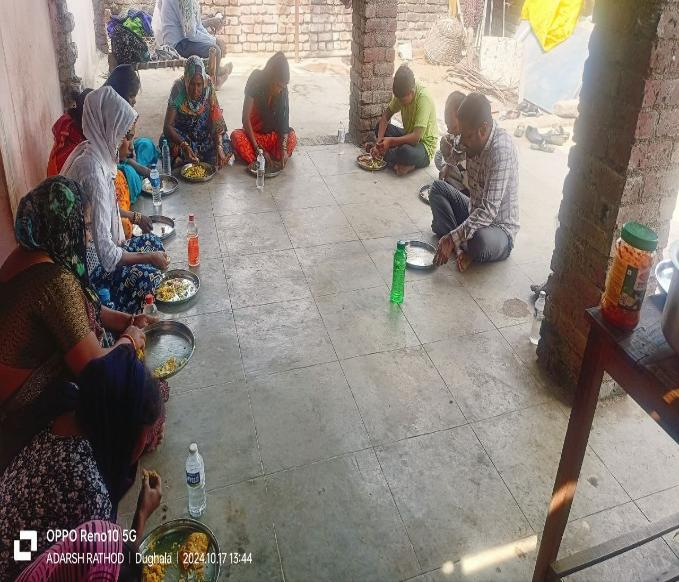 OPPO Reno10 5G
ADARSH RATHOD | Dughala | 2024.10.17 13:44